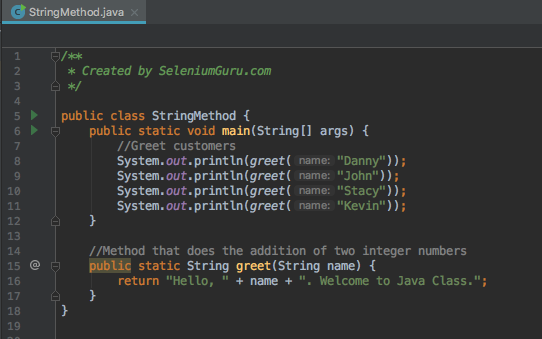 StringMethod.java ×
1 /**
2 * Created by SeleniumGuru.com
3 */
4
5 public class StringMethod {
6 public static void main(String[] args) {
7 //Greet customers
8 System.out.println(greet( name: "Danny"));
9 System.out.println(greet( name: "John"));
10 System.out.println(greet( name: "Stacy"));
11 System.out.println(greet( name: "Kevin"));
12 }
13
14 //Method that does the addition of two integer numbers
15 @ public static String greet(String name) {
16 return "Hello, " + name + ". Welcome to Java Class.";
17 }
18 }
19